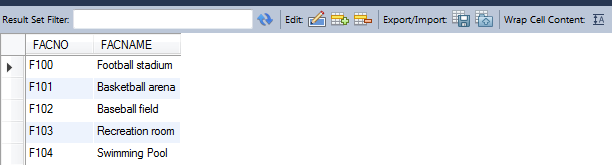 Result Set Filter: Edit: Export/Import: Wrap Cell Content:
FACNO FACNAME
F100 Football stadium
F101 Basketball arena
F102 Baseball field
F103 Recreation room
F104 Swimming Pool